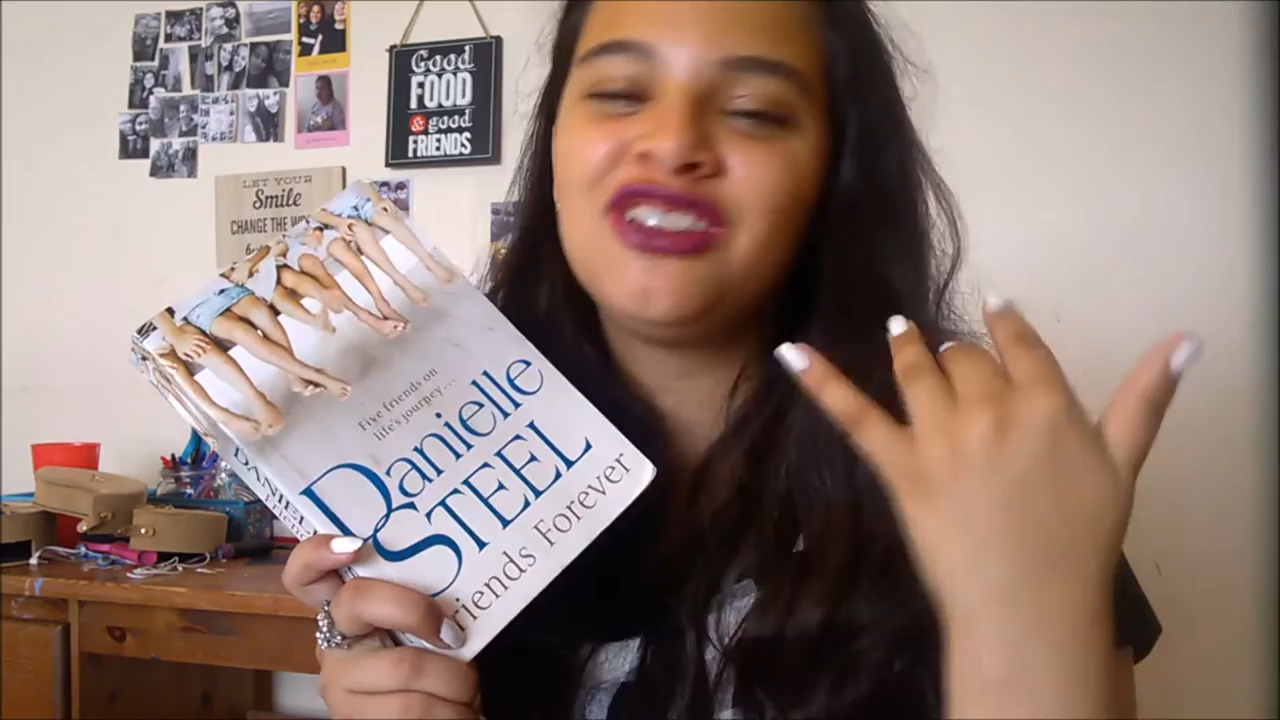 Good
FOOD
& good
FRIENDS
LET YOUR
Smile
CHANGE THE
Five friends on
life's journey...
Danielle
STEEL
Friends Forever